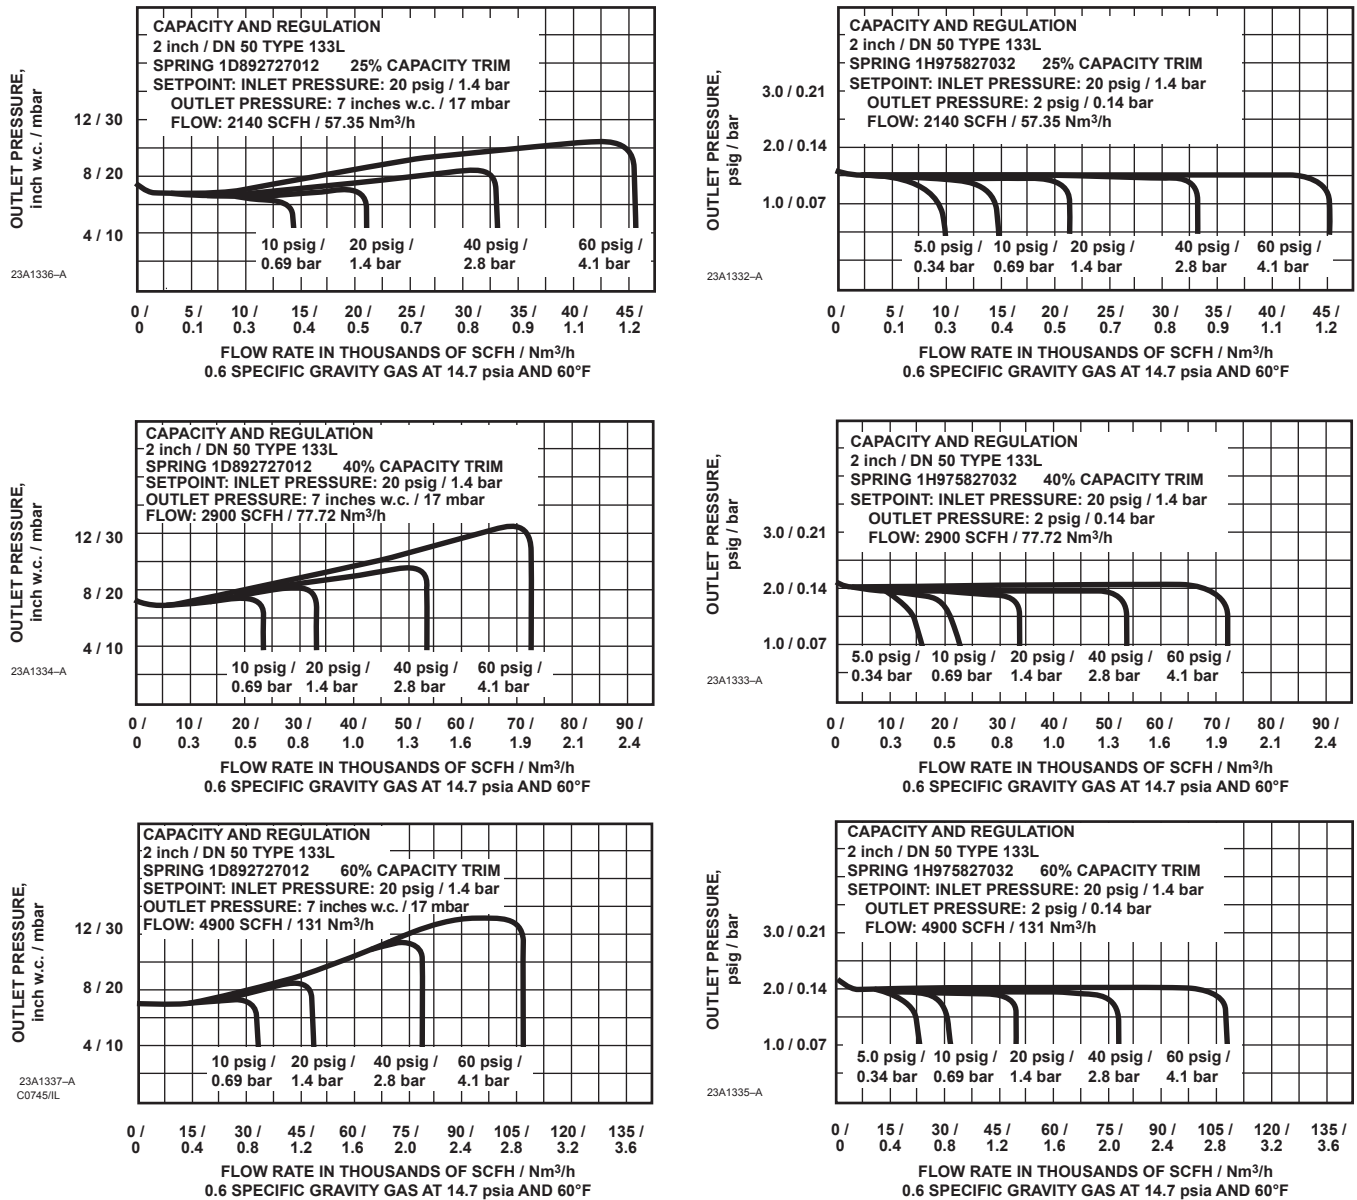 CAPACITY AND REGULATION
2 inch / DN 50 TYPE 133L
SPRING 1D892727012 25% CAPACITY TRIM
SETPOINT: INLET PRESSURE: 20 psig / 1.4 bar
OUTLET PRESSURE: 7 inches w.c. / 17 mbar
FLOW: 2140 SCFH / 57.35 Nm³/h
OUTLET PRESSURE,
inch w.c. / mbar
12 / 30
8 / 20
4 / 10
10 psig / 20 psig / 40 psig / 60 psig /
0.69 bar 1.4 bar 2.8 bar 4.1 bar
23A1336–A
0 / 5 / 10 / 15 / 20 / 25 / 30 / 35 / 40 / 45 /
0 0.1 0.3 0.4 0.5 0.7 0.8 0.9 1.1 1.2
FLOW RATE IN THOUSANDS OF SCFH / Nm³/h
0.6 SPECIFIC GRAVITY GAS AT 14.7 psia AND 60°F
CAPACITY AND REGULATION
2 inch / DN 50 TYPE 133L
SPRING 1H975827032 25% CAPACITY TRIM
SETPOINT: INLET PRESSURE: 20 psig / 1.4 bar
OUTLET PRESSURE: 2 psig / 0.14 bar
FLOW: 2140 SCFH / 57.35 Nm³/h
OUTLET PRESSURE,
psig / bar
3.0 / 0.21
2.0 / 0.14
1.0 / 0.07
5.0 psig / 10 psig / 20 psig / 40 psig / 60 psig /
0.34 bar 0.69 bar 1.4 bar 2.8 bar 4.1 bar
23A1332–A
0 / 5 / 10 / 15 / 20 / 25 / 30 / 35 / 40 / 45 /
0 0.1 0.3 0.4 0.5 0.7 0.8 0.9 1.1 1.2
FLOW RATE IN THOUSANDS OF SCFH / Nm³/h
0.6 SPECIFIC GRAVITY GAS AT 14.7 psia AND 60°F
CAPACITY AND REGULATION
2 inch / DN 50 TYPE 133L
SPRING 1D892727012 40% CAPACITY TRIM
SETPOINT: INLET PRESSURE: 20 psig / 1.4 bar
OUTLET PRESSURE: 7 inches w.c. / 17 mbar
FLOW: 2900 SCFH / 77.72 Nm³/h
OUTLET PRESSURE,
inch w.c. / mbar
12 / 30
8 / 20
4 / 10
10 psig / 20 psig / 40 psig / 60 psig /
0.69 bar 1.4 bar 2.8 bar 4.1 bar
23A1334–A
0 / 10 / 20 / 30 / 40 / 50 / 60 / 70 / 80 / 90 /
0 0.3 0.5 0.8 1.0 1.3 1.6 1.9 2.1 2.4
FLOW RATE IN THOUSANDS OF SCFH / Nm³/h
0.6 SPECIFIC GRAVITY GAS AT 14.7 psia AND 60°F
CAPACITY AND REGULATION
2 inch / DN 50 TYPE 133L
SPRING 1H975827032 40% CAPACITY TRIM
SETPOINT: INLET PRESSURE: 20 psig / 1.4 bar
OUTLET PRESSURE: 2 psig / 0.14 bar
FLOW: 2900 SCFH / 77.72 Nm³/h
OUTLET PRESSURE,
psig / bar
3.0 / 0.21
2.0 / 0.14
1.0 / 0.07
5.0 psig / 10 psig / 20 psig / 40 psig / 60 psig /
0.34 bar 0.69 bar 1.4 bar 2.8 bar 4.1 bar
23A1333–A
0 / 10 / 20 / 30 / 40 / 50 / 60 / 70 / 80 / 90 /
0 0.3 0.5 0.8 1.0 1.3 1.6 1.9 2.1 2.4
FLOW RATE IN THOUSANDS OF SCFH / Nm³/h
0.6 SPECIFIC GRAVITY GAS AT 14.7 psia AND 60°F
CAPACITY AND REGULATION
2 inch / DN 50 TYPE 133L
SPRING 1D892727012 60% CAPACITY TRIM
SETPOINT: INLET PRESSURE: 20 psig / 1.4 bar
OUTLET PRESSURE: 7 inches w.c. / 17 mbar
FLOW: 4900 SCFH / 131 Nm³/h
OUTLET PRESSURE,
inch w.c. / mbar
12 / 30
8 / 20
4 / 10
10 psig / 20 psig / 40 psig / 60 psig /
0.69 bar 1.4 bar 2.8 bar 4.1 bar
23A1337–A
C0745/IL
0 / 15 / 30 / 45 / 60 / 75 / 90 / 105 / 120 / 135 /
0 0.4 0.8 1.2 1.6 2.0 2.4 2.8 3.2 3.6
FLOW RATE IN THOUSANDS OF SCFH / Nm³/h
0.6 SPECIFIC GRAVITY GAS AT 14.7 psia AND 60°F
CAPACITY AND REGULATION
2 inch / DN 50 TYPE 133L
SPRING 1H975827032 60% CAPACITY TRIM
SETPOINT: INLET PRESSURE: 20 psig / 1.4 bar
OUTLET PRESSURE: 2 psig / 0.14 bar
FLOW: 4900 SCFH / 131 Nm³/h
OUTLET PRESSURE,
psig / bar
3.0 / 0.21
2.0 / 0.14
1.0 / 0.07
5.0 psig / 10 psig / 20 psig / 40 psig / 60 psig /
0.34 bar 0.69 bar 1.4 bar 2.8 bar 4.1 bar
23A1335–A
0 / 15 / 30 / 45 / 60 / 75 / 90 / 105 / 120 / 135 /
0 0.4 0.8 1.2 1.6 2.0 2.4 2.8 3.2 3.6
FLOW RATE IN THOUSANDS OF SCFH / Nm³/h
0.6 SPECIFIC GRAVITY GAS AT 14.7 psia AND 60°F